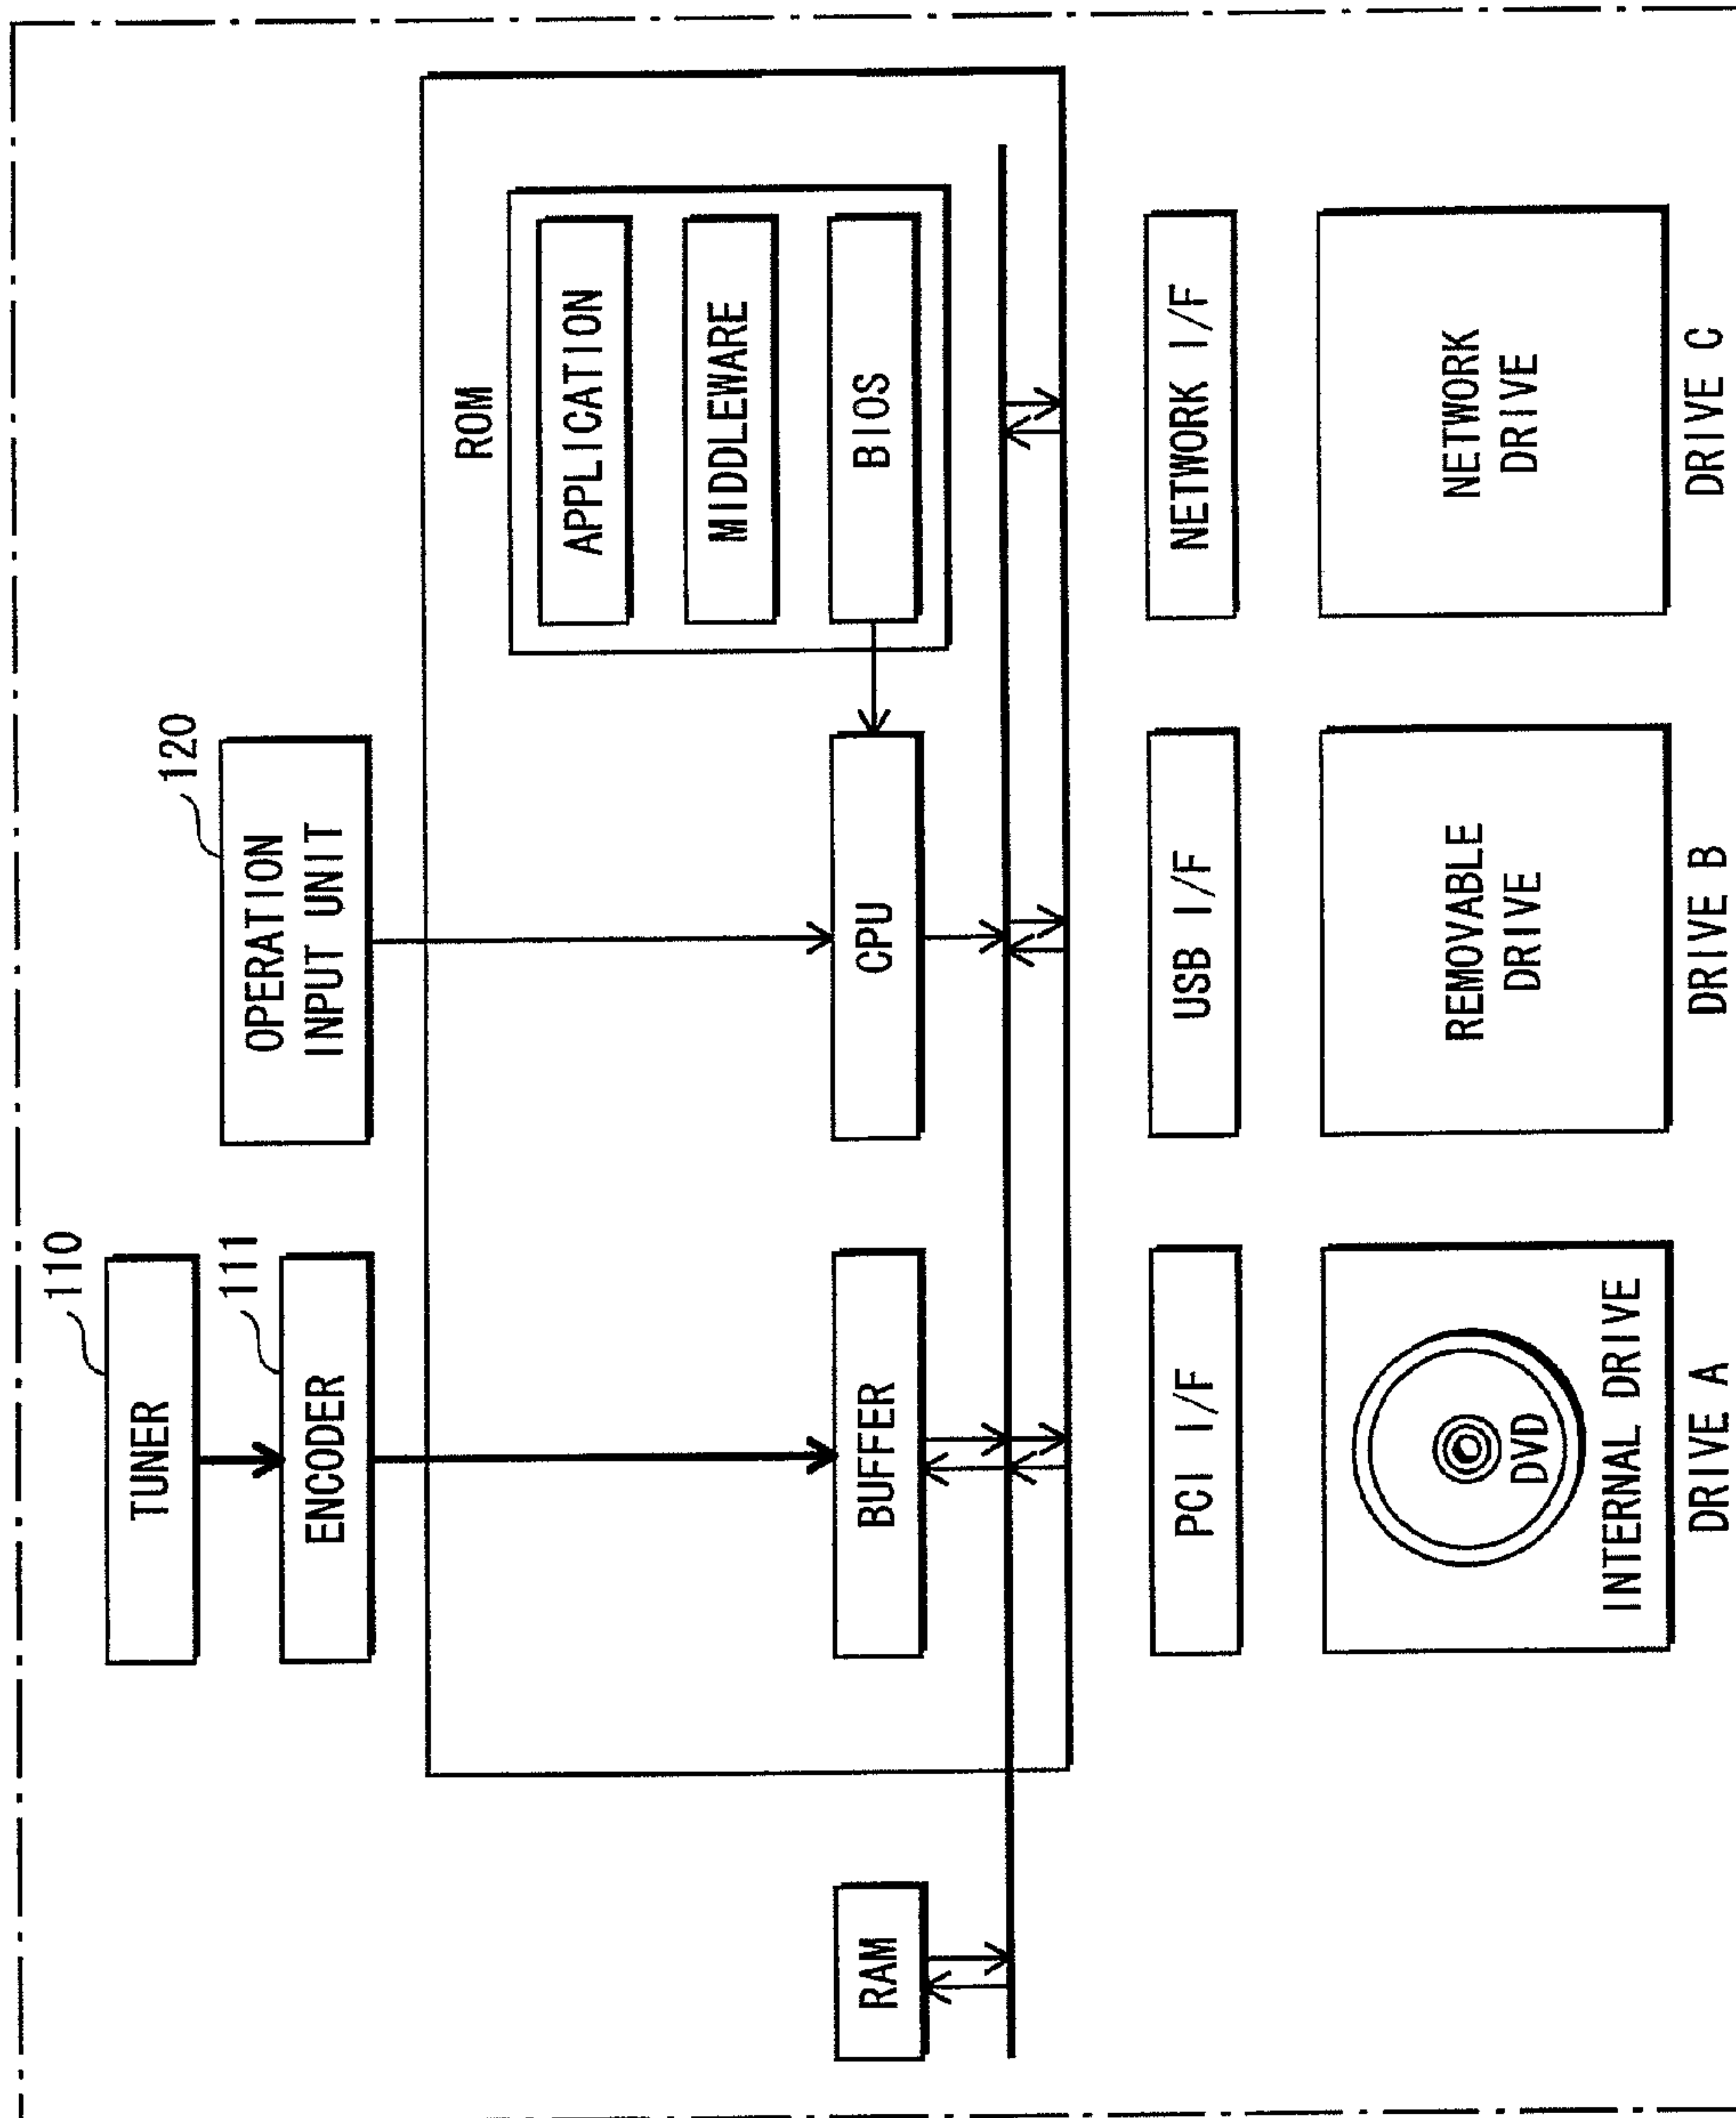 110
TUNER
111
ENCODER
120
OPERATION
INPUT UNIT
ROM
APPLICATION
MIDDLEWARE
BIOS
RAM
BUFFER
CPU
PCI I/F
USB I/F
NETWORK I/F
DVD
INTERNAL DRIVE
REMOVABLE
DRIVE
NETWORK
DRIVE
DRIVE A
DRIVE B
DRIVE C